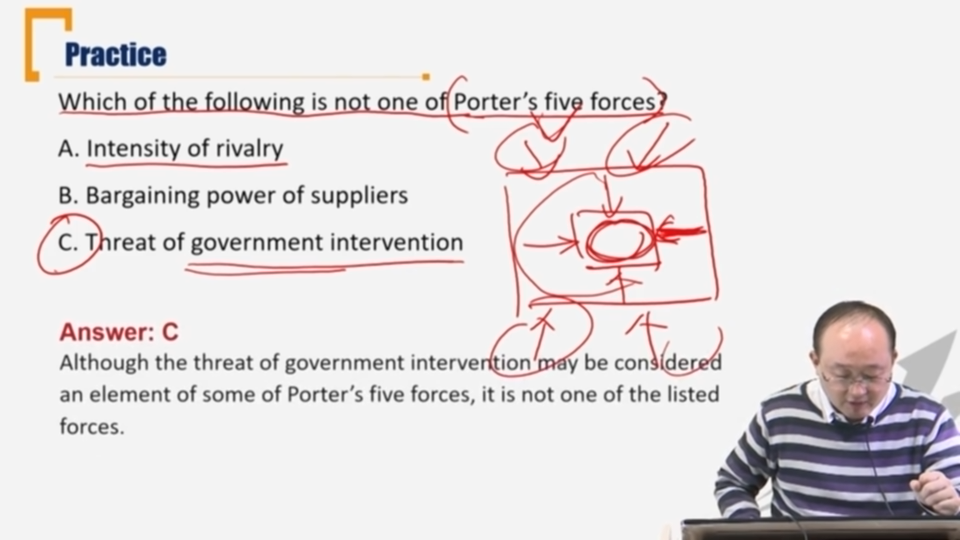 Practice
Which of the following is not one of Porter's five forces?
A. Intensity of rivalry
B. Bargaining power of suppliers
C. Threat of government intervention
Answer: C
Although the threat of government intervention may be considered
an element of some of Porter's five forces, it is not one of the listed
forces.